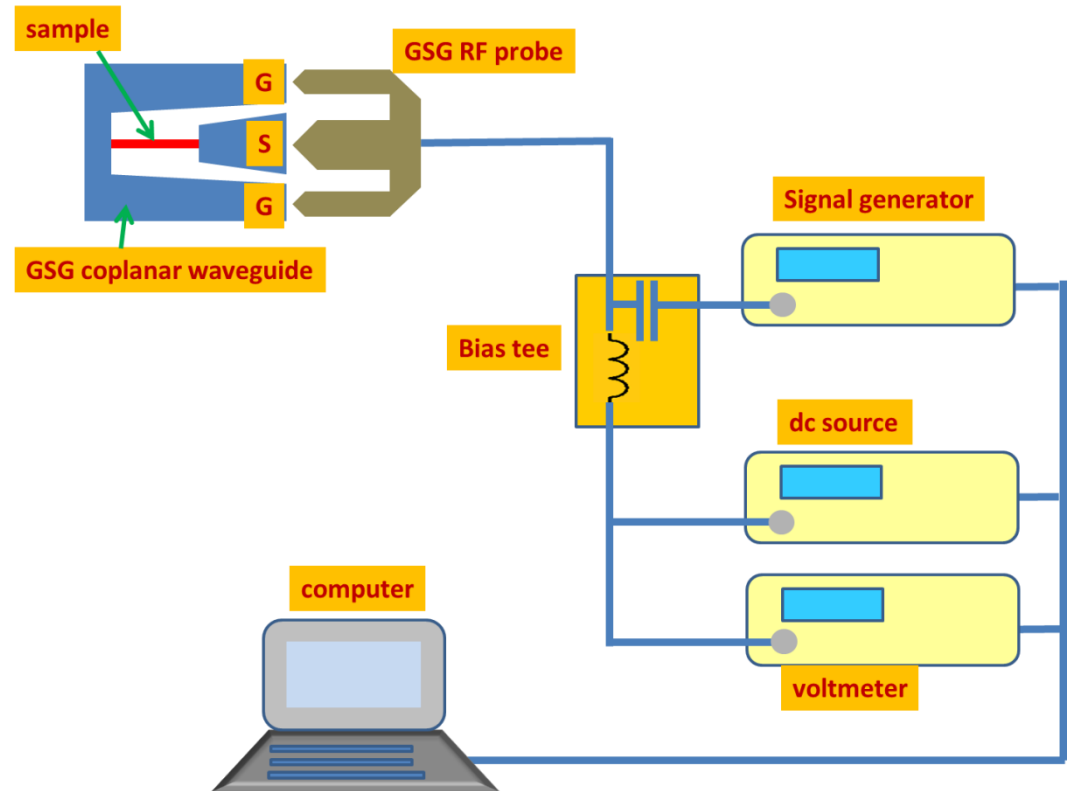 sample
GSG RF probe
G
S
G
Signal generator
GSG coplanar waveguide
Bias tee
dc source
computer
voltmeter